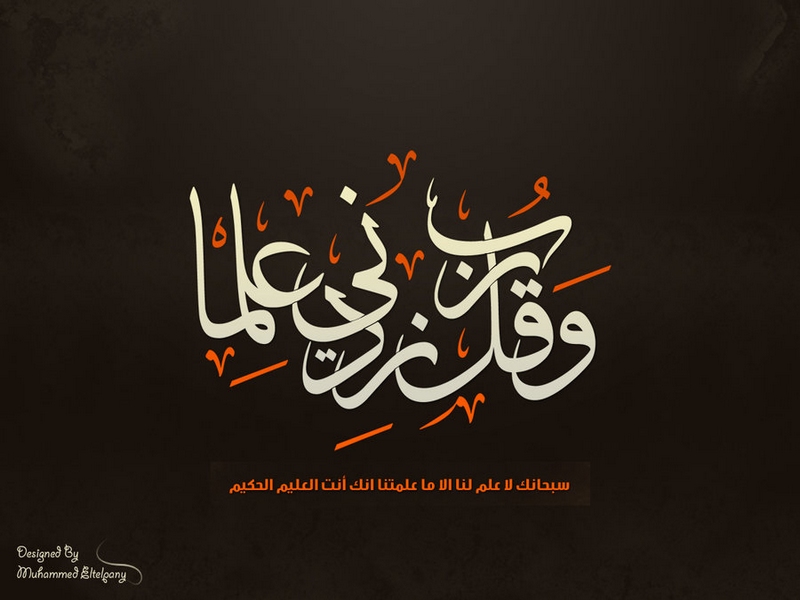 وقل رب زدني علما
سبحانك لا علم لنا الا ما علمتنا انك أنت العليم الحكيم
Designed By
Muhammed Eltelpany